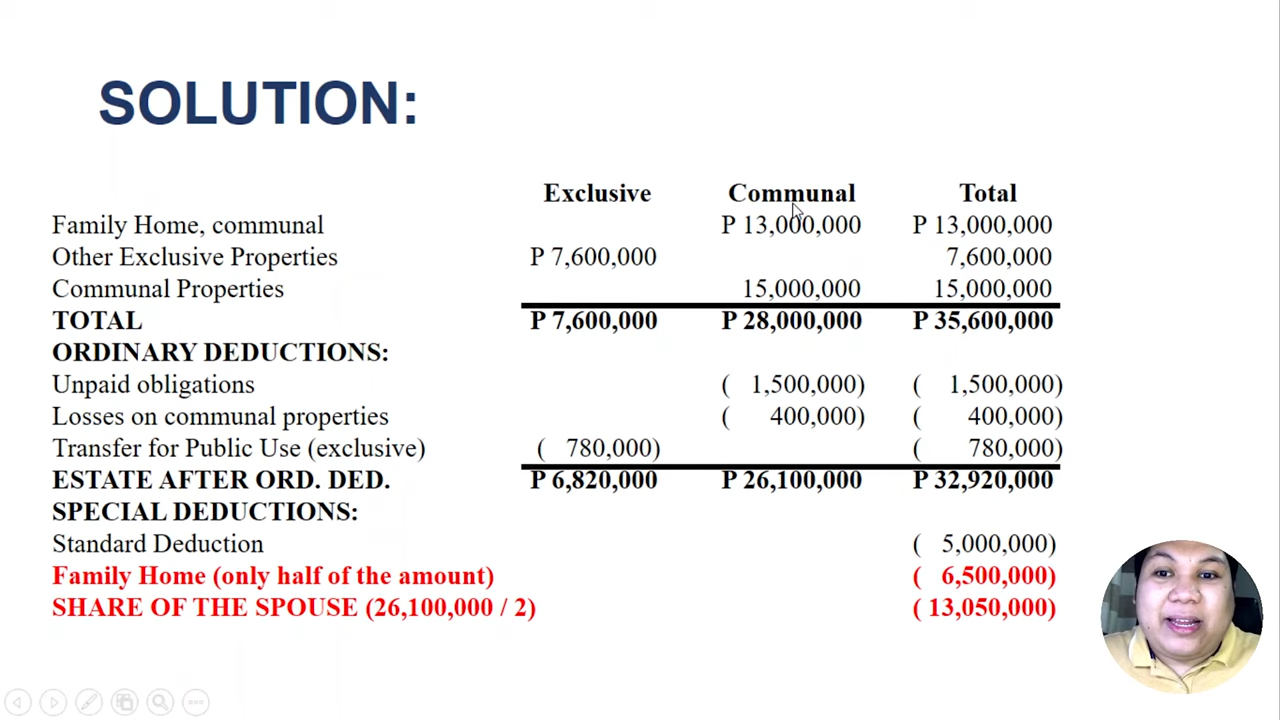 SOLUTION:
Exclusive Communal Total
Family Home, communal P 13,000,000 P 13,000,000
Other Exclusive Properties P 7,600,000 7,600,000
Communal Properties 15,000,000 15,000,000
TOTAL P 7,600,000 P 28,000,000 P 35,600,000
ORDINARY DEDUCTIONS:
Unpaid obligations ( 1,500,000) ( 1,500,000)
Losses on communal properties ( 400,000) ( 400,000)
Transfer for Public Use (exclusive) ( 780,000) ( 780,000)
ESTATE AFTER ORD. DED. P 6,820,000 P 26,100,000 P 32,920,000
SPECIAL DEDUCTIONS:
Standard Deduction ( 5,000,000)
Family Home (only half of the amount) ( 6,500,000)
SHARE OF THE SPOUSE (26,100,000 / 2) ( 13,050,000)